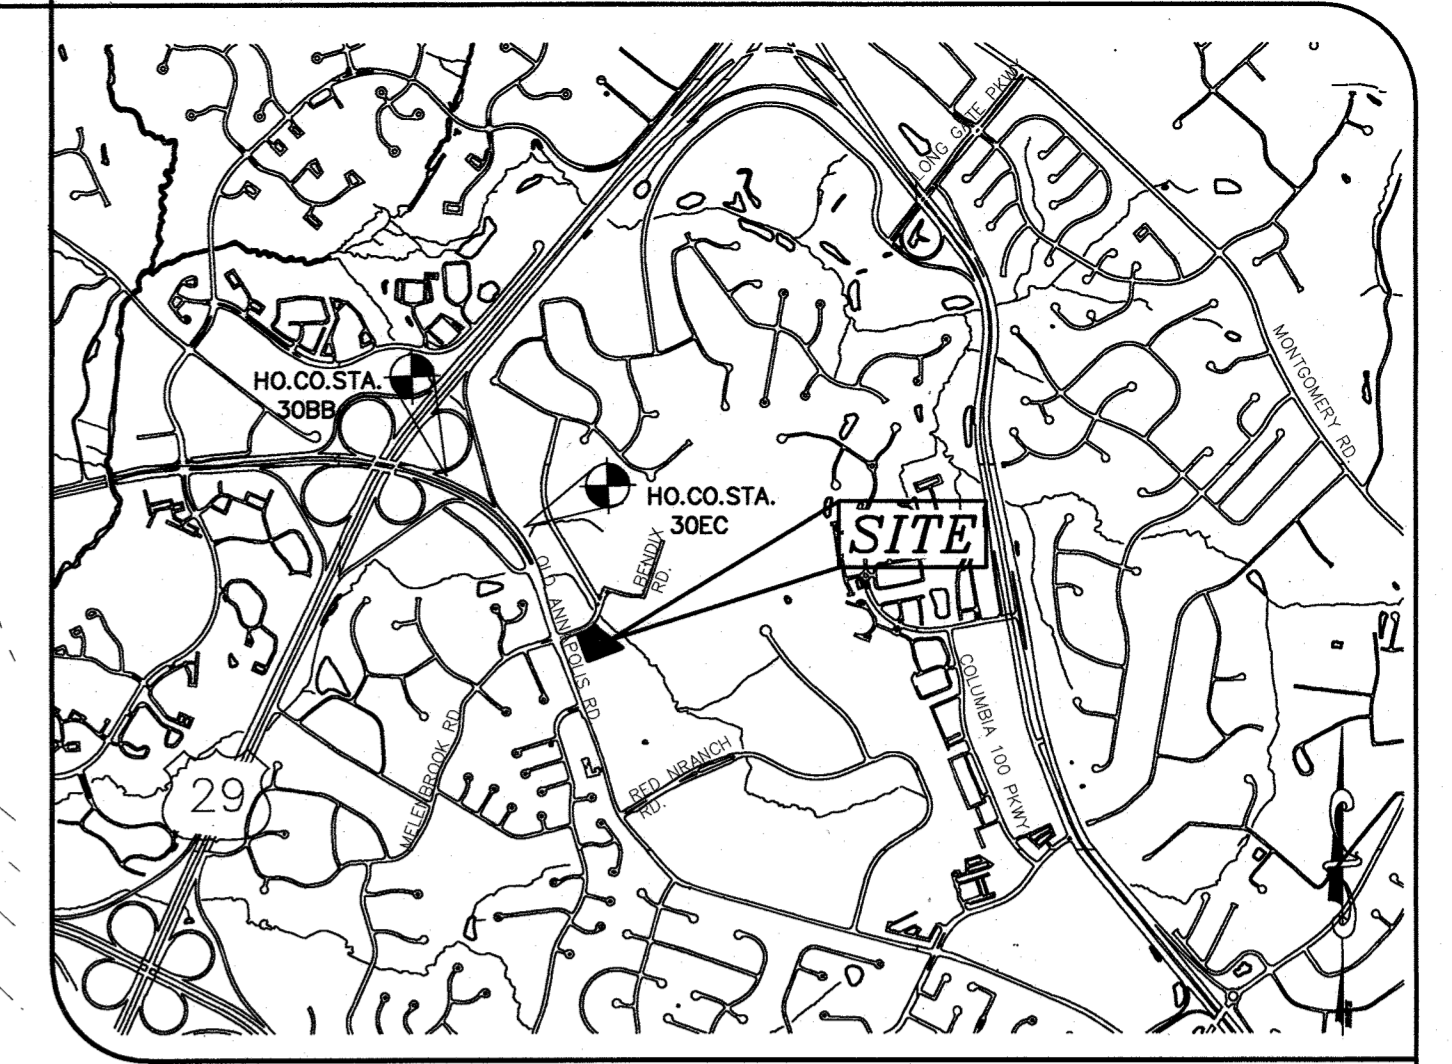 LONG GATE PKWY
MONTGOMERY RD.
HO.CO.STA.
30BB
HO.CO.STA.
30EC
SITE
BENDIX
RD.
OLD ANNAPOLIS RD
COLUMBIA 100 PKWY
MELENBROOK RD
RED NRANCH
RD.
29